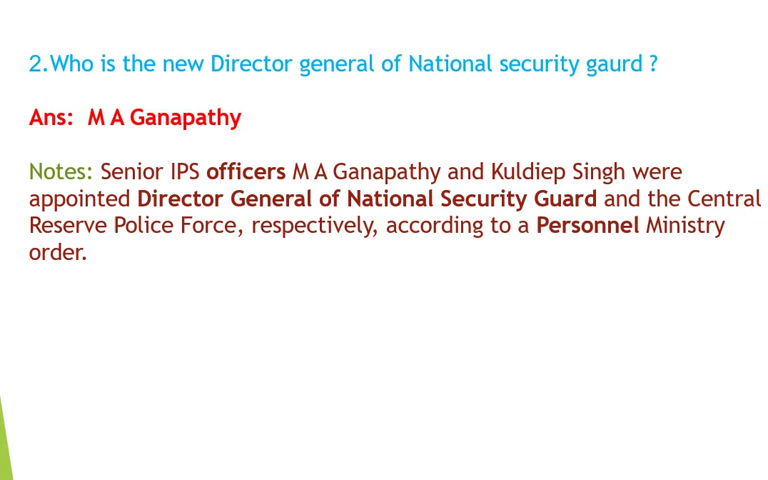 2.Who is the new Director general of National security gaurd ?
Ans: M A Ganapathy
Notes: Senior IPS officers M A Ganapathy and Kuldiep Singh were
appointed Director General of National Security Guard and the Central
Reserve Police Force, respectively, according to a Personnel Ministry
order.